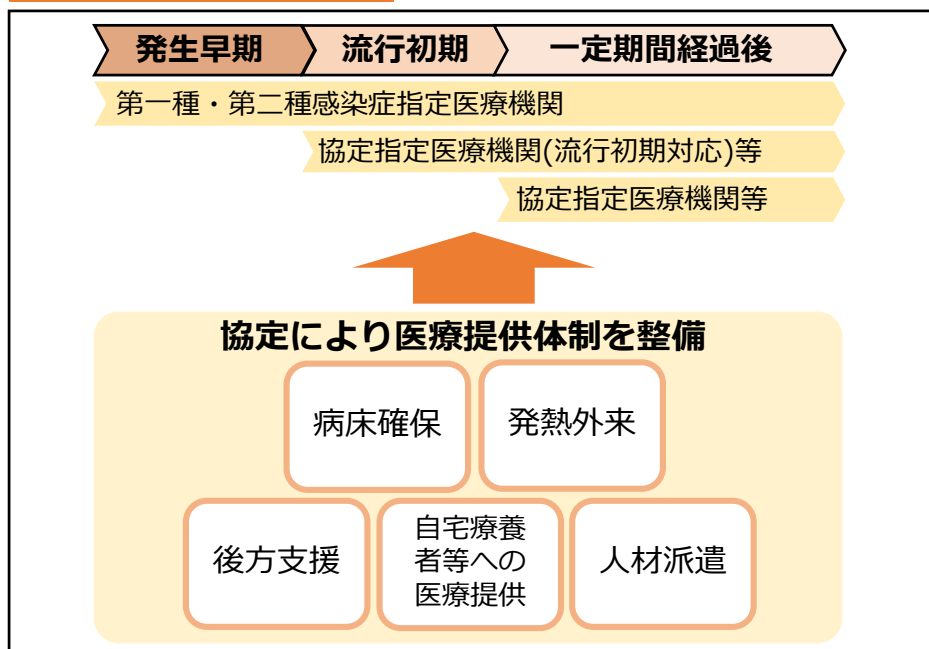 発生早期
流行初期
一定期間経過後
第一種・第二種感染症指定医療機関
協定指定医療機関(流行初期対応)等
協定指定医療機関等
協定により医療提供体制を整備
病床確保
発熱外来
後方支援
自宅療養
者等への
医療提供
人材派遣